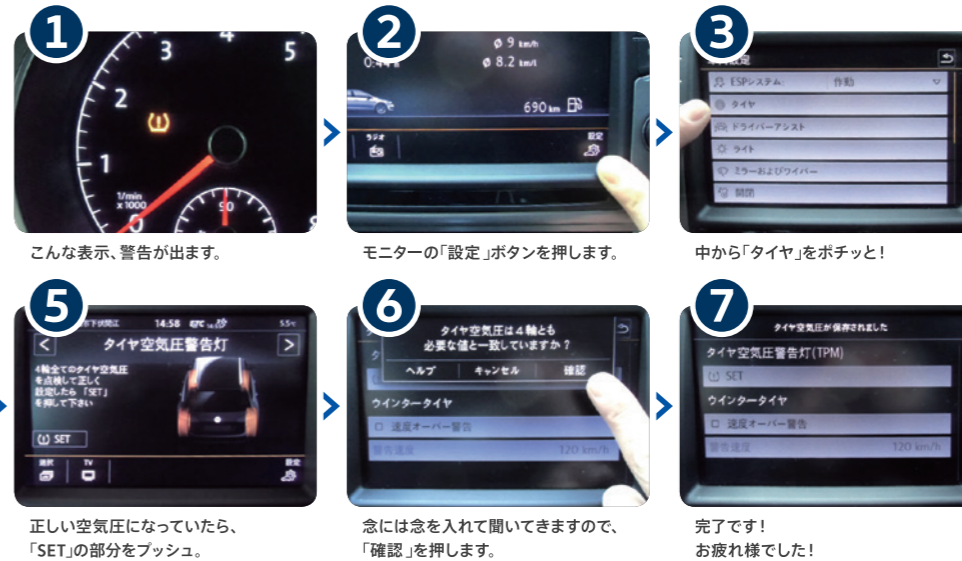 1
4
3
5
2
1
1/min
x1000
0
50
こんな表示、警告が出ます。
2
ø 9 km/h
ø 8.2 km/l
690 km
ラジオ
設定
モニターの「設定」ボタンを押します。
3
ESPシステム
作動
タイヤ
ドライバーアシスト
ライト
ミラーおよびワイパー
開閉
中から「タイヤ」をポチッと!
5
14:58
タイヤ空気圧警告灯
<
>
4輪全てのタイヤ空気圧
を点検して正しく
設定したら 「SET」
を押して下さい
SET
選択
TV
設定
正しい空気圧になっていたら、
「SET」の部分をプッシュ。
6
タイヤ空気圧は4輪とも
必要な値と一致していますか ?
ヘルプ
キャンセル
確認
ウインタータイヤ
速度オーバー警告
警告速度
120 km/h
念には念を入れて聞いてきますので、
「確認」を押します。
7
タイヤ空気圧が保存されました
タイヤ空気圧警告灯(TPM)
SET
ウインタータイヤ
速度オーバー警告
警告速度
120 km/h
完了です!
お疲れ様でした!